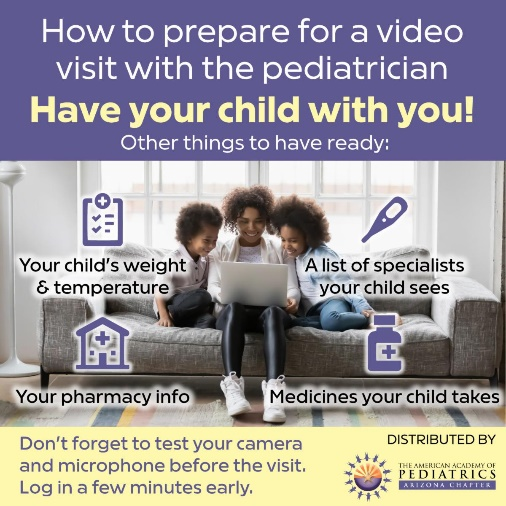 How to prepare for a video
visit with the pediatrician
Have your child with you!
Other things to have ready:
Your child's weight
& temperature
A list of specialists
your child sees
Your pharmacy info
Medicines your child takes
Don't forget to test your camera
and microphone before the visit.
Log in a few minutes early.
DISTRIBUTED BY
THE AMERICAN ACADEMY OF
PEDIATRICS
ARIZONA CHAPTER